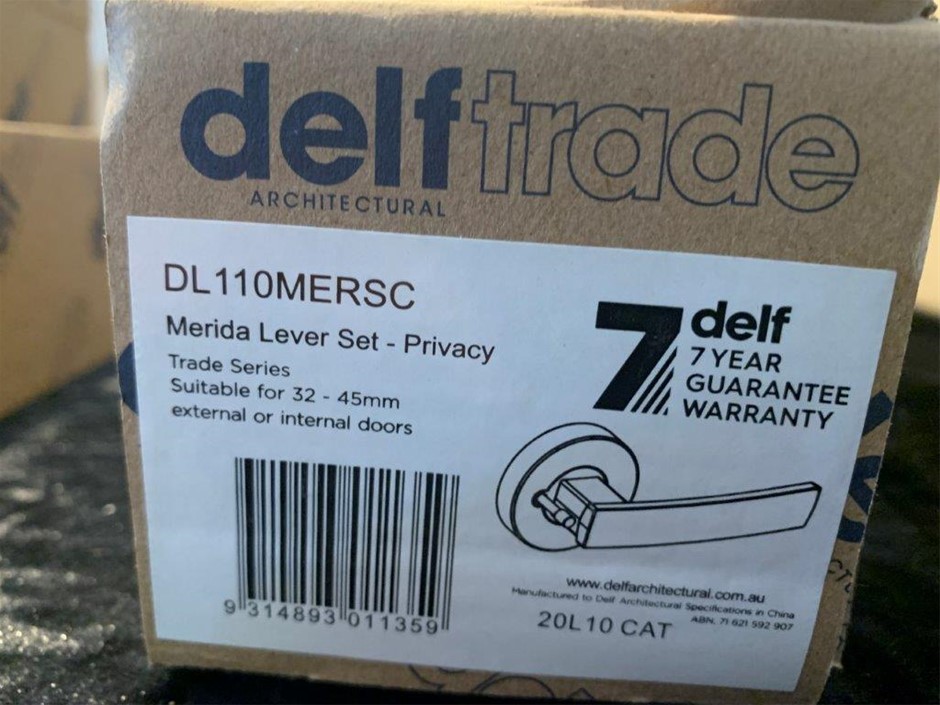 delftrade
ARCHITECTURAL
DL110MERSC
Merida Lever Set - Privacy
Trade Series
Suitable for 32 - 45mm
external or internal doors
7 delf
7 YEAR
GUARANTEE
WARRANTY
9 314893 011359
www.delfarchitectural.com.au
Manufactured to Delf Architectural Specifications in China
ABN. 71 621 592 907
20L10 CAT